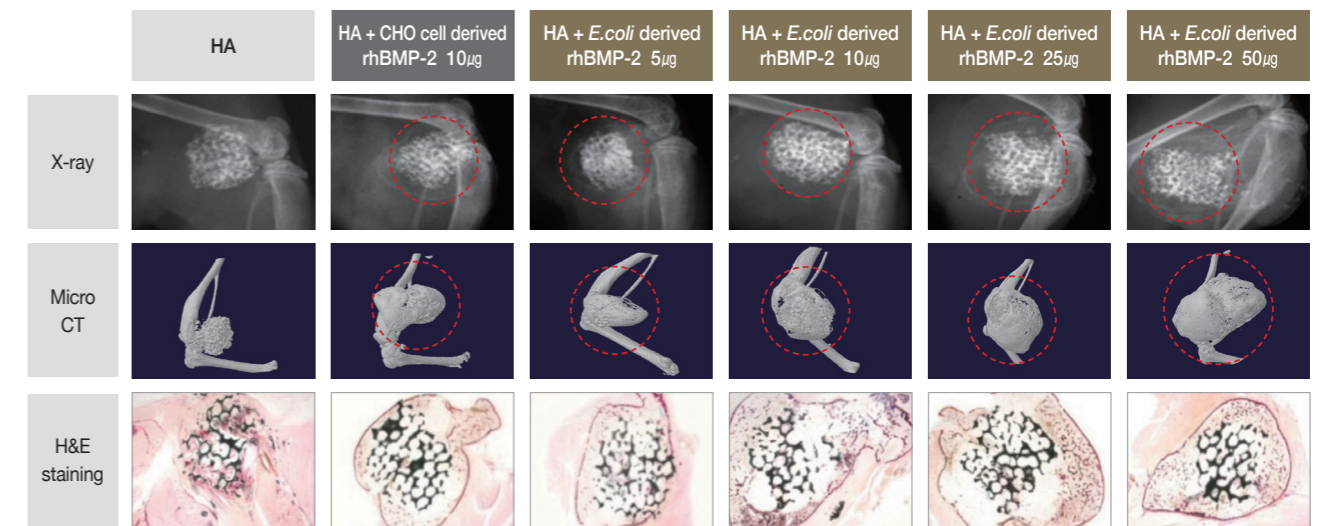 HA
HA + CHO cell derived
rhBMP-2 10㎍
HA + E.coli derived
rhBMP-2 5㎍
HA + E.coli derived
rhBMP-2 10㎍
HA + E.coli derived
rhBMP-2 25㎍
HA + E.coli derived
rhBMP-2 50㎍
X-ray
Micro
CT
H&E
staining